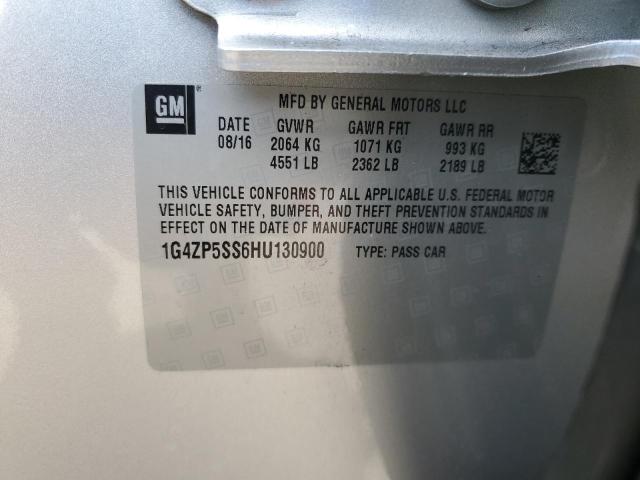 GM
MFD BY GENERAL MOTORS LLC
DATE GVWR GAWR FRT GAWR RR
08/16 2064 KG 1071 KG 993 KG
4551 LB 2362 LB 2189 LB
THIS VEHICLE CONFORMS TO ALL APPLICABLE U.S. FEDERAL MOTOR
VEHICLE SAFETY, BUMPER, AND THEFT PREVENTION STANDARDS IN
EFFECT ON THE DATE OF MANUFACTURE SHOWN ABOVE.
1G4ZP5SS6HU130900 TYPE: PASS CAR